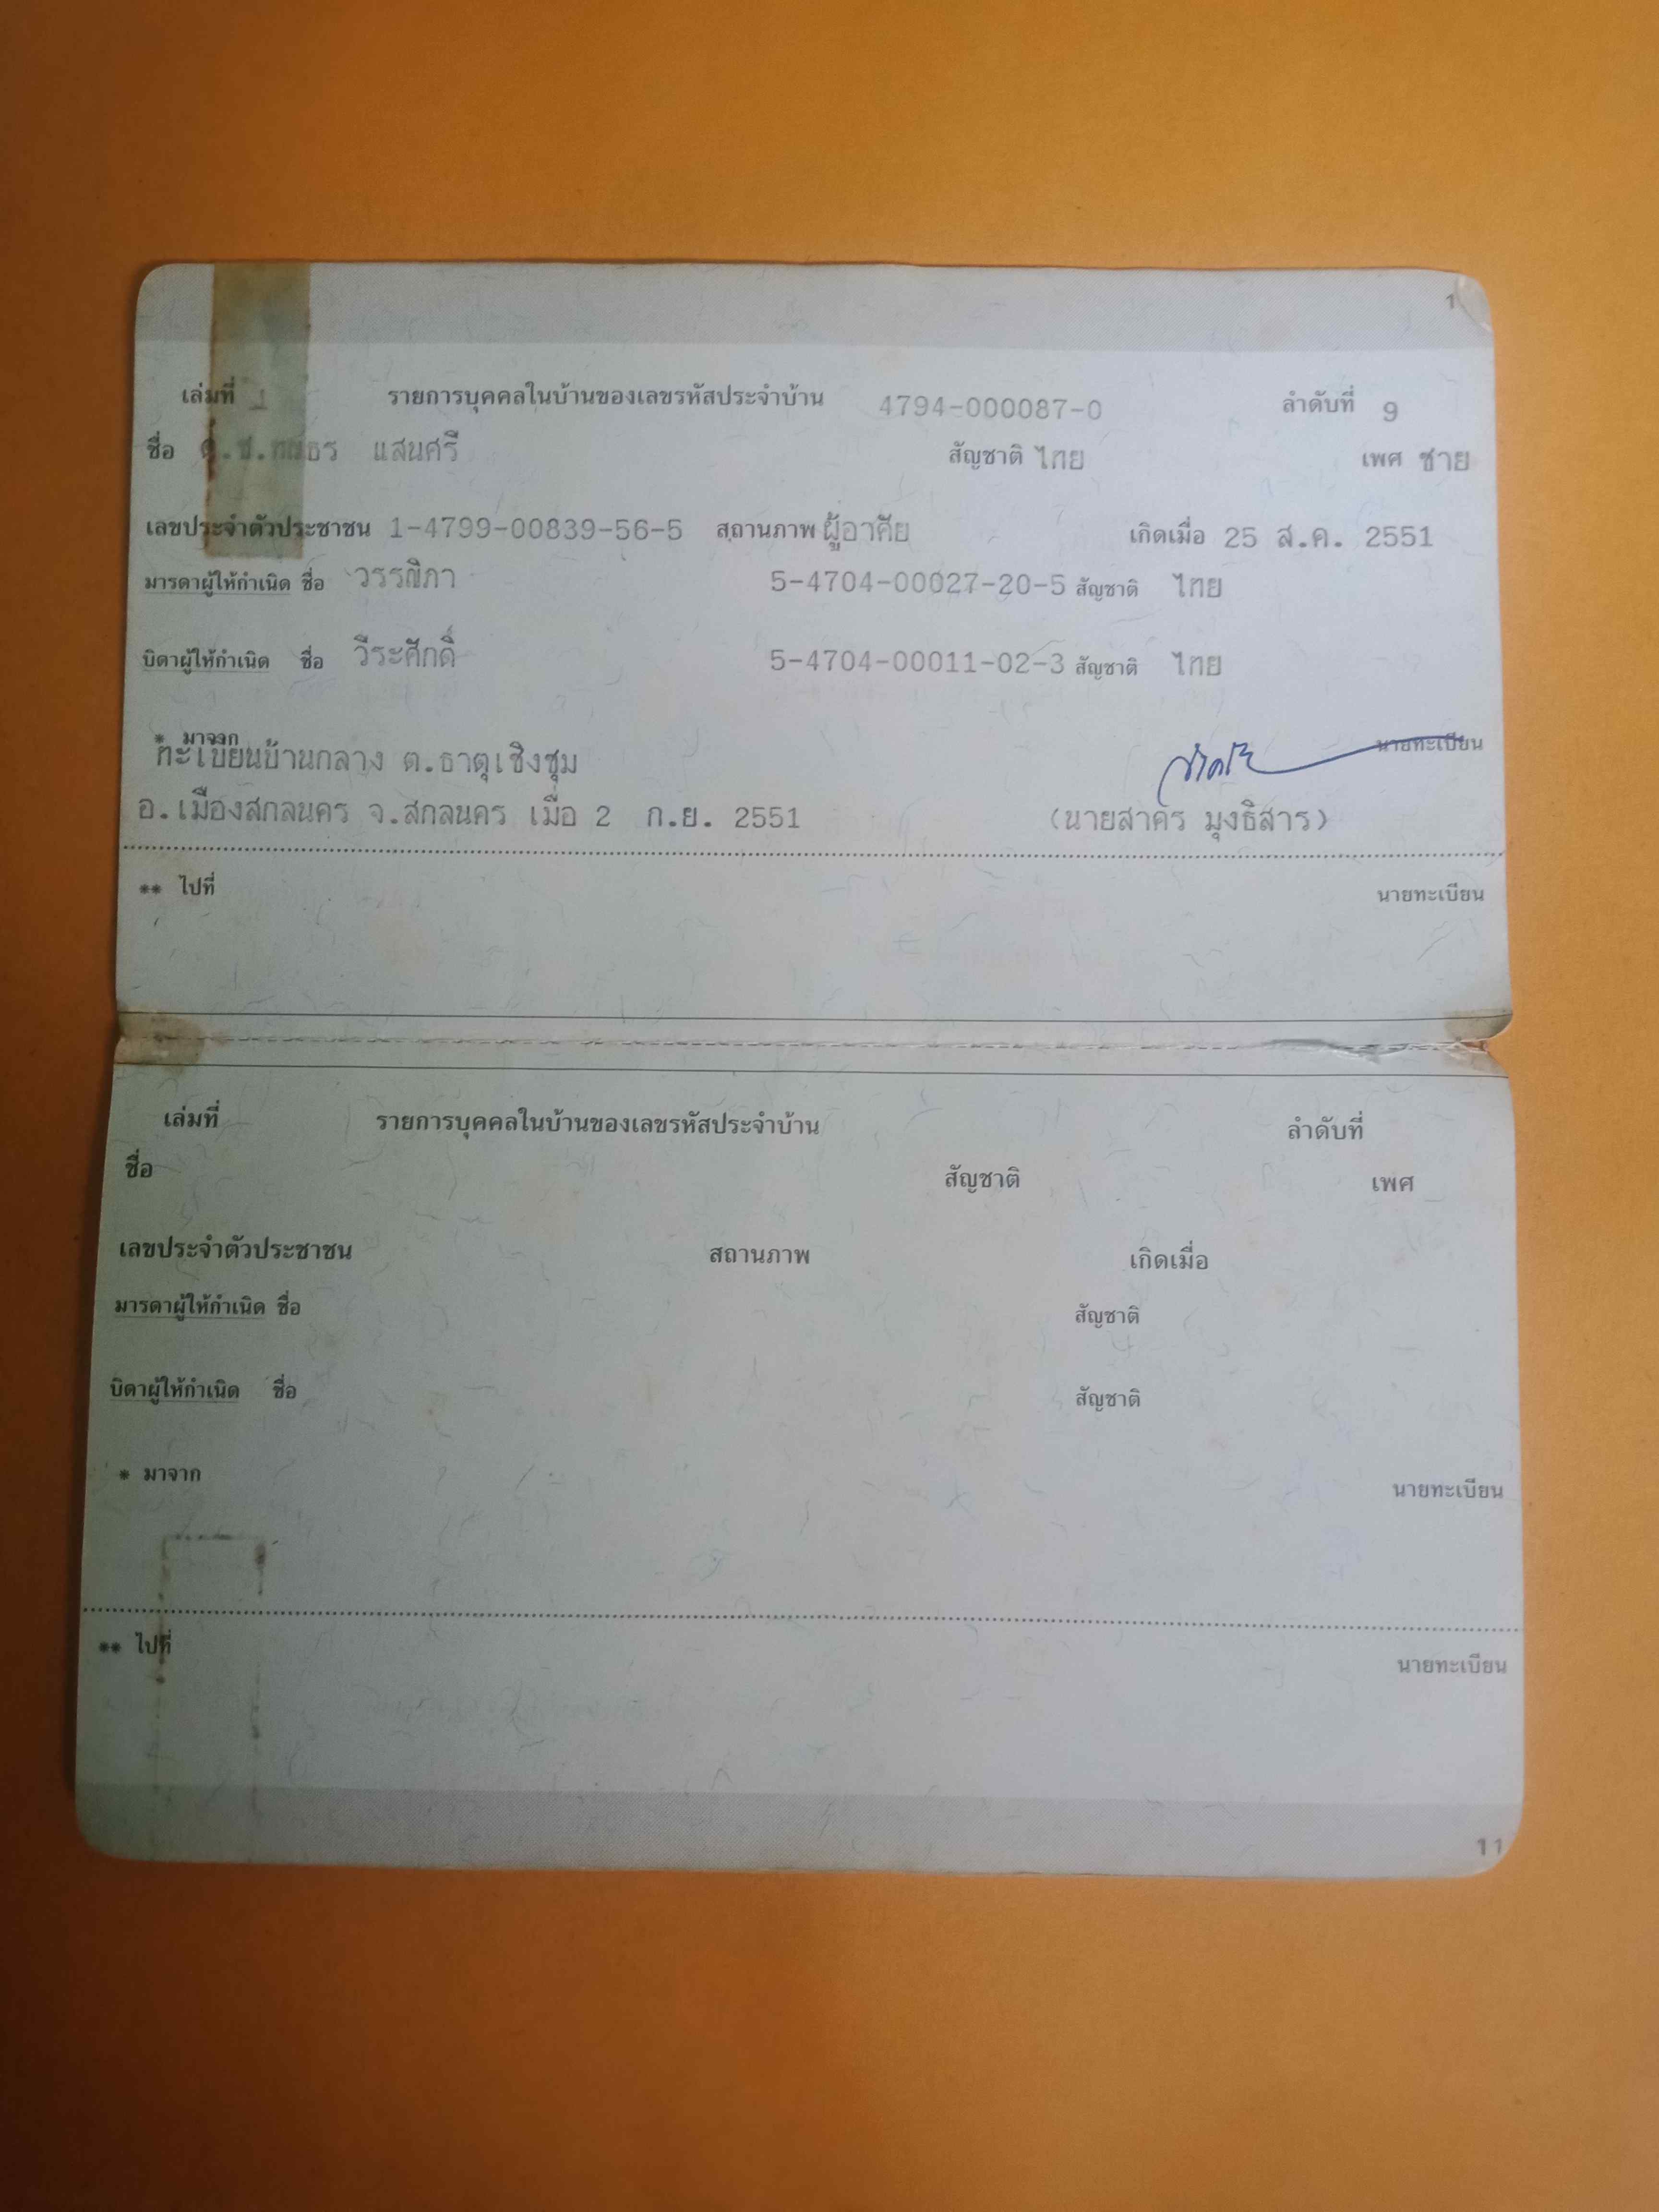 1
เล่มที่ 1 รายการบุคคลในบ้านของเลขรหัสประจำบ้าน 4794-000087-0 ลำดับที่ 9
ชื่อ ด.ช. แสนศรี สัญชาติ ไทย เพศ ชาย
เลขประจำตัวประชาชน 1-4799-00839-56-5 สถานภาพ ผู้อาศัย เกิดเมื่อ 25 ส.ค. 2551
มารดาผู้ให้กำเนิด ชื่อ วรรณิภา 5-4704-00027-20-5 สัญชาติ ไทย
บิดาผู้ให้กำเนิด ชื่อ วีระศักดิ์ 5-4704-00011-02-3 สัญชาติ ไทย
* มาจาก นายทะเบียน
ทะเบียนบ้านกลาง ต.ธาตุเชิงชุม
อ.เมืองสกลนคร จ.สกลนคร เมื่อ 2 ก.ย. 2551 (นายสาคร มุงธิสาร)
** ไปที่ นายทะเบียน
เล่มที่ รายการบุคคลในบ้านของเลขรหัสประจำบ้าน ลำดับที่
ชื่อ สัญชาติ เพศ
เลขประจำตัวประชาชน สถานภาพ เกิดเมื่อ
มารดาผู้ให้กำเนิด ชื่อ สัญชาติ
บิดาผู้ให้กำเนิด ชื่อ สัญชาติ
* มาจาก นายทะเบียน
** ไปที่ นายทะเบียน
11